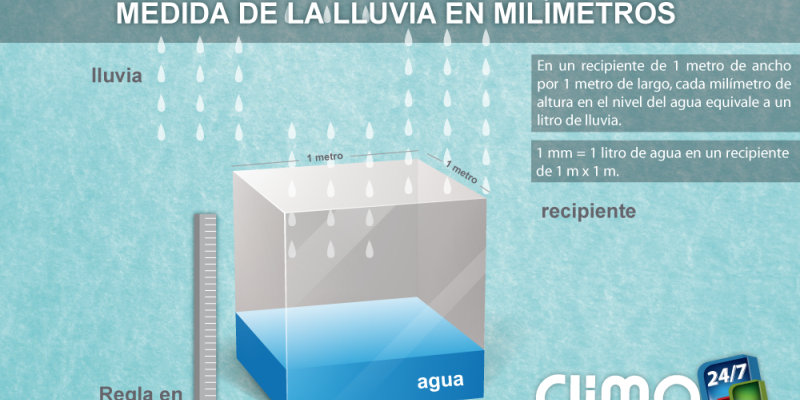 MEDIDA DE LA LLUVIA EN MILÍMETROS
lluvia
En un recipiente de 1 metro de ancho
por 1 metro de largo, cada milímetro de
altura en el nivel del agua equivale a un
litro de lluvia.
1 mm = 1 litro de agua en un recipiente
de 1 m x 1 m.
1 metro
1 metro
recipiente
agua
Regla en
Clima
24/7